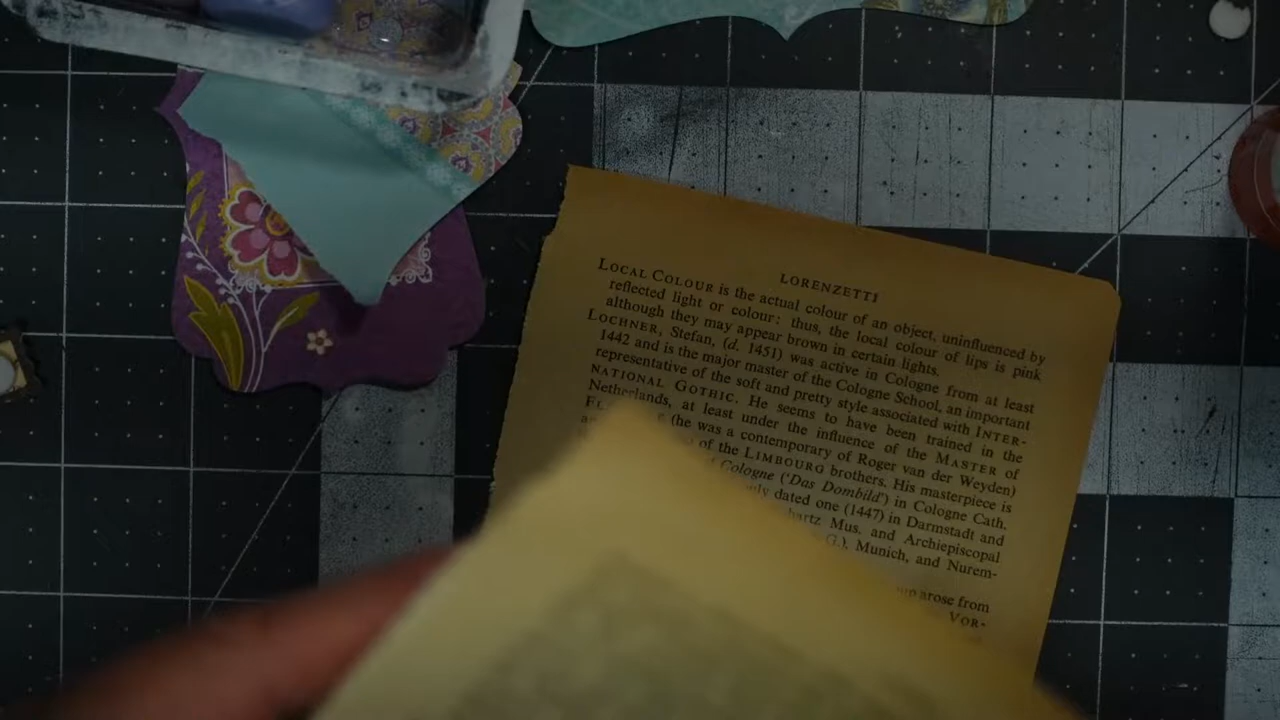 LORENZETTI
LOCAL COLOUR is the actual colour of an object, uninfluenced by
reflected light or colour: thus, the local colour of lips is pink
although they may appear brown in certain lights.
LOCHNER, Stefan, (d. 1451) was active in Cologne from at least
1442 and is the major master of the Cologne School, an important
representative of the soft and pretty style associated with INTER-
NATIONAL GOTHIC. He seems to have been trained in the
Netherlands, at least under the influence of the MASTER of
(he was a contemporary of Roger van der Weyden)
of the LIMBOURG brothers. His masterpiece is
Cologne ('Das Dombild') in Cologne Cath.
dated one (1447) in Darmstadt and
Mus. and Archiepiscopal
G.), Munich, and Nurem-
arose from
VOR-